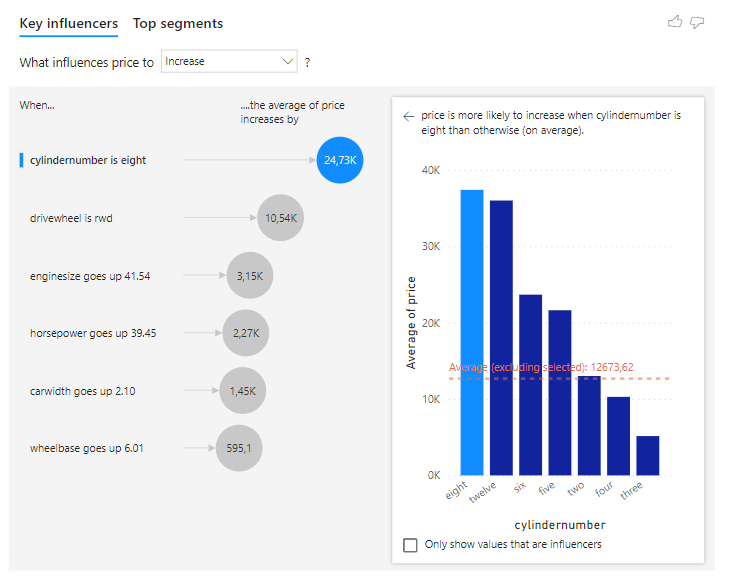 Key influencers Top segments
What influences price to Increase ?
When...
....the average of price
increases by
cylindernumber is eight
24,73K
drivewheel is rwd
10,54K
enginesize goes up 41.54
3,15K
horsepower goes up 39.45
2,27K
carwidth goes up 2.10
1,45K
wheelbase goes up 6.01
595,1
price is more likely to increase when cylindernumber is
eight than otherwise (on average).
40K
30K
20K
10K
0K
Average of price
Average (excluding selected): 12673,62
eight
twelve
six
five
two
four
three
cylindernumber
Only show values that are influencers